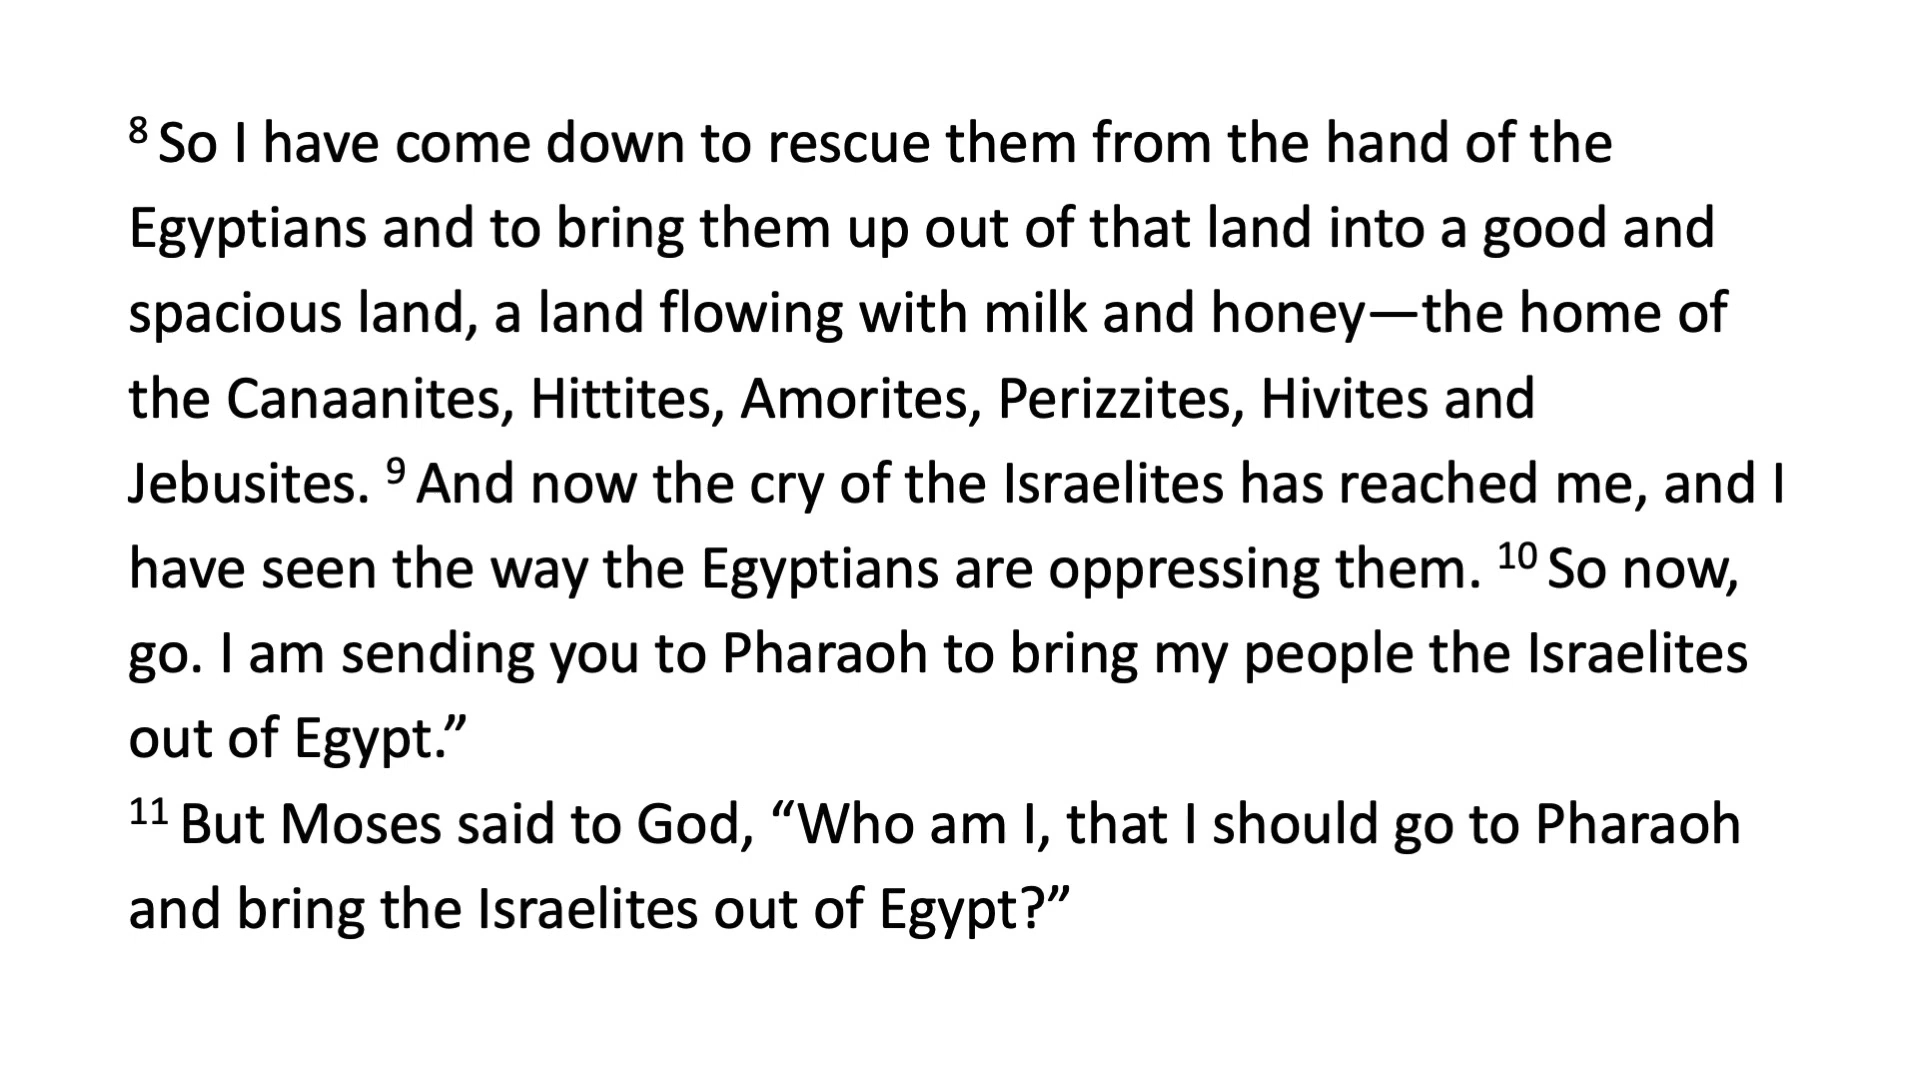 8 So I have come down to rescue them from the hand of the
Egyptians and to bring them up out of that land into a good and
spacious land, a land flowing with milk and honey—the home of
the Canaanites, Hittites, Amorites, Perizzites, Hivites and
Jebusites. 9 And now the cry of the Israelites has reached me, and I
have seen the way the Egyptians are oppressing them. 10 So now,
go. I am sending you to Pharaoh to bring my people the Israelites
out of Egypt.”
11 But Moses said to God, “Who am I, that I should go to Pharaoh
and bring the Israelites out of Egypt?”